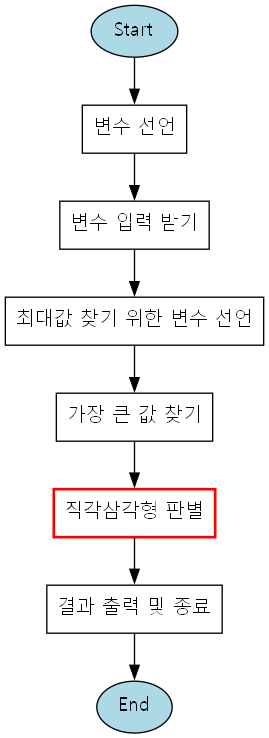 Start
변수 선언
변수 입력 받기
최대값 찾기 위한 변수 선언
가장 큰 값 찾기
직각삼각형 판별
결과 출력 및 종료
End